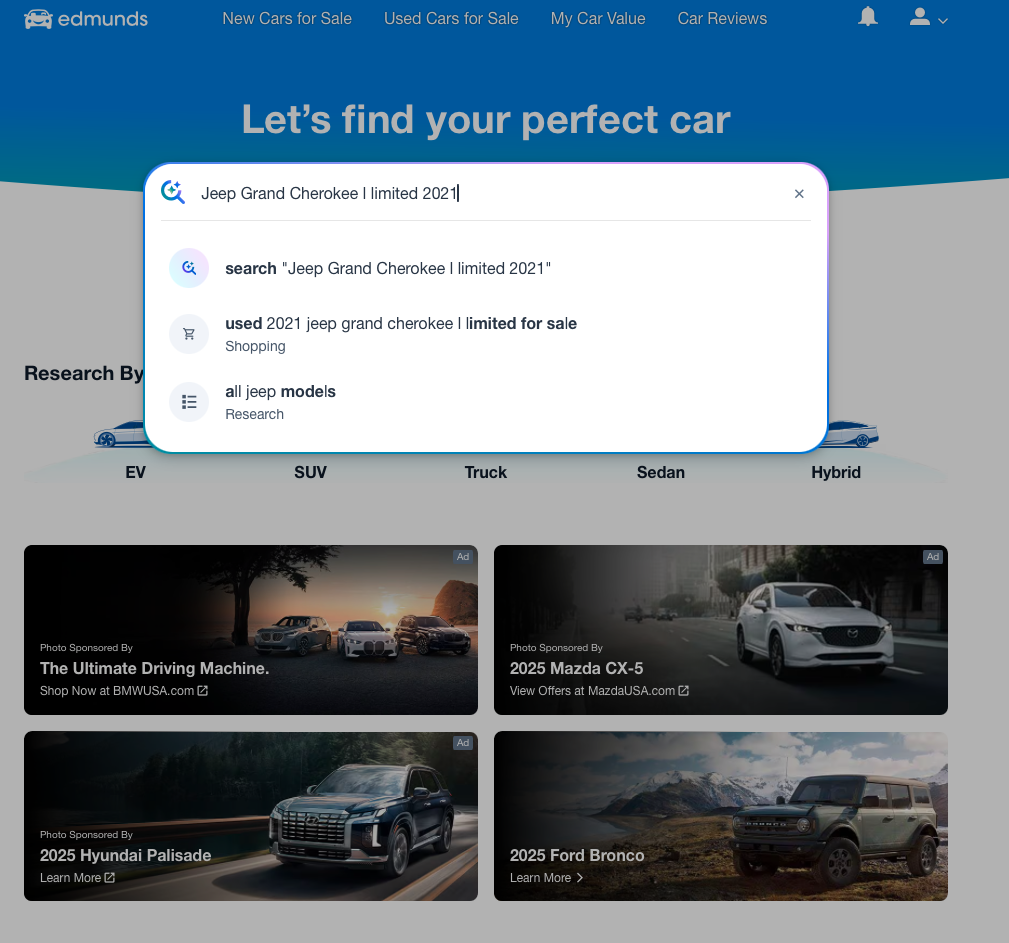 edmunds
New Cars for Sale
Used Cars for Sale
My Car Value
Car Reviews
Let's find your perfect car
Jeep Grand Cherokee l limited 2021
search "Jeep Grand Cherokee l limited 2021"
used 2021 jeep grand cherokee l limited for sale
Shopping
all jeep models
Research
Research By
EV
SUV
Truck
Sedan
Hybrid
Ad
Photo Sponsored By
The Ultimate Driving Machine.
Shop Now at BMWUSA.com
Ad
Photo Sponsored By
2025 Mazda CX-5
View Offers at MazdaUSA.com
Ad
Photo Sponsored By
2025 Hyundai Palisade
Learn More
BRONCO
2025 Ford Bronco
Learn More